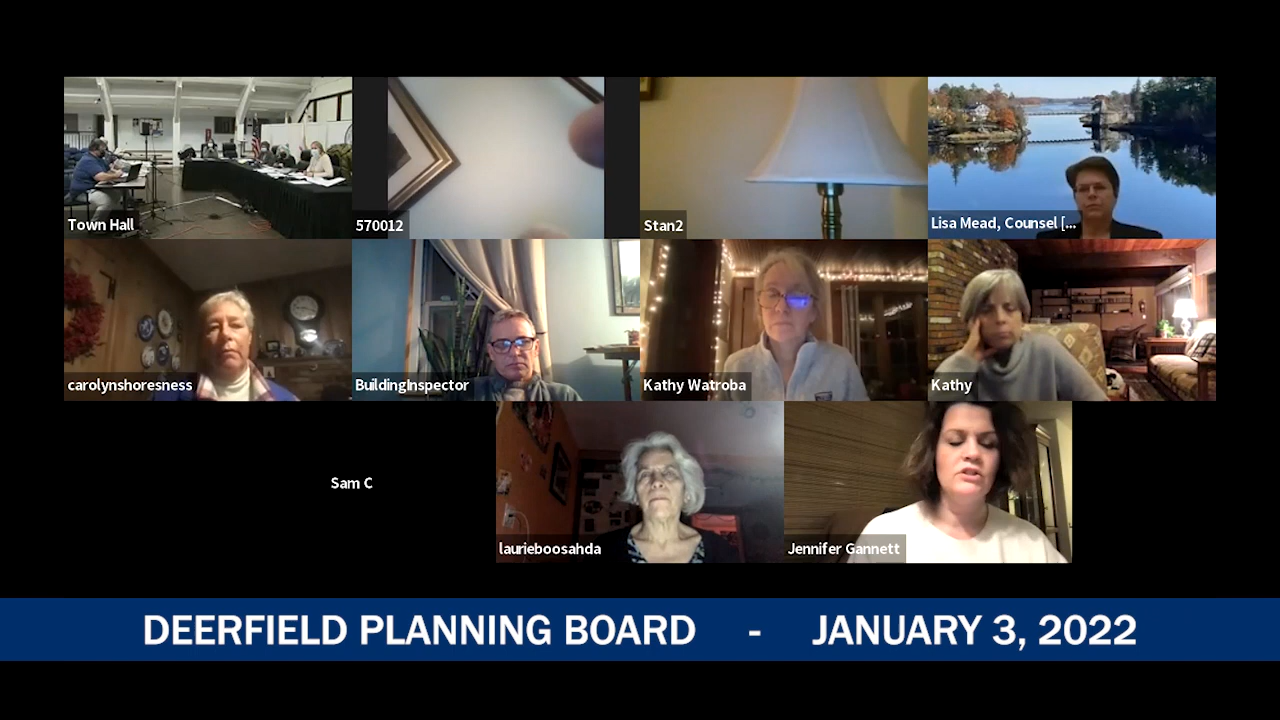 Town Hall
570012
Stan2
Lisa Mead, Counsel [...
carolynshoresness
BuildingInspector
Kathy Watroba
Kathy
Sam C
laurieboosahda
Jennifer Gannett
DEERFIELD PLANNING BOARD - JANUARY 3, 2022